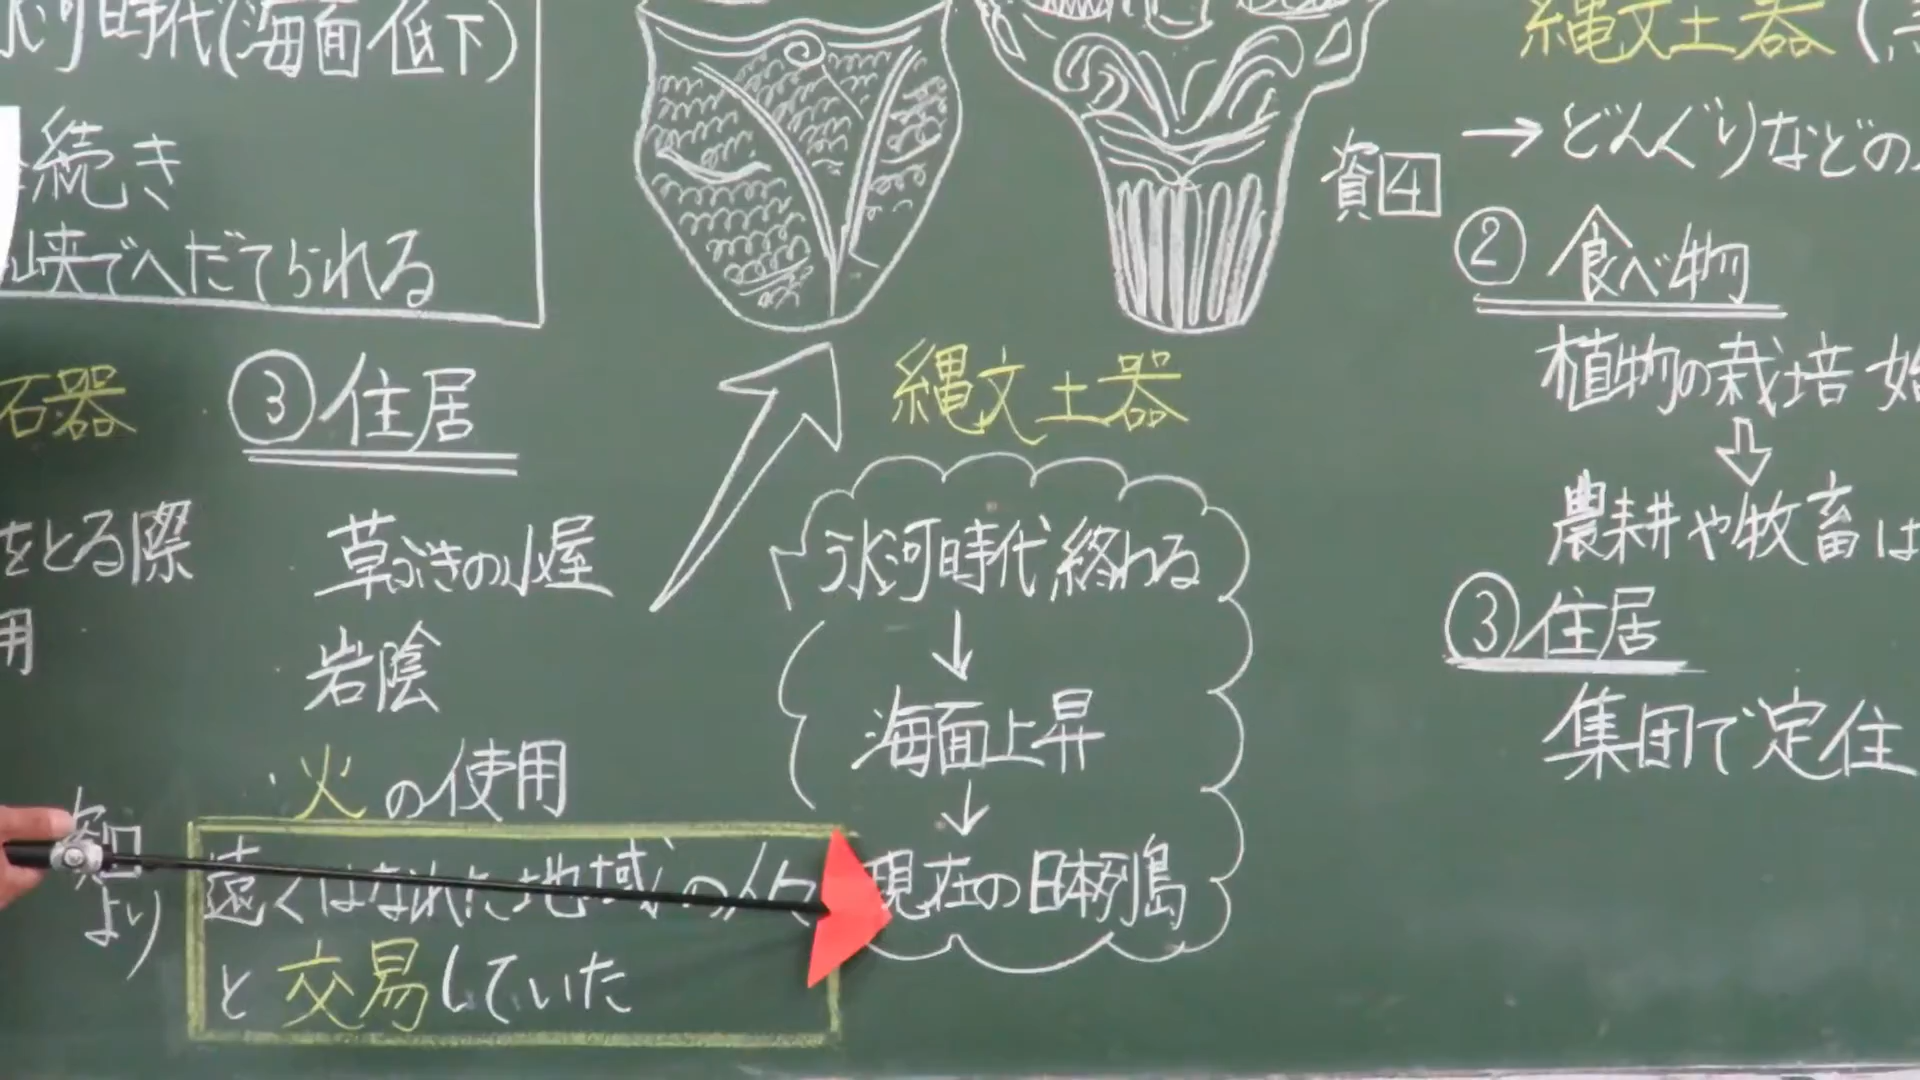 氷河時代(海面低下)
続き
峡でへだてられる
石器
をとる際
用
③住居
草ぶきの小屋
岩陰
火の使用
より
遠くはなれた地域の人々
と交易していた
縄文土器
氷河時代終わる
↓
海面上昇
↓
現在の日本列島
資4
縄文土器(
→どんぐりなどの
②食べ物
植物の栽培 始
農耕や牧畜は
③住居
集団で定住